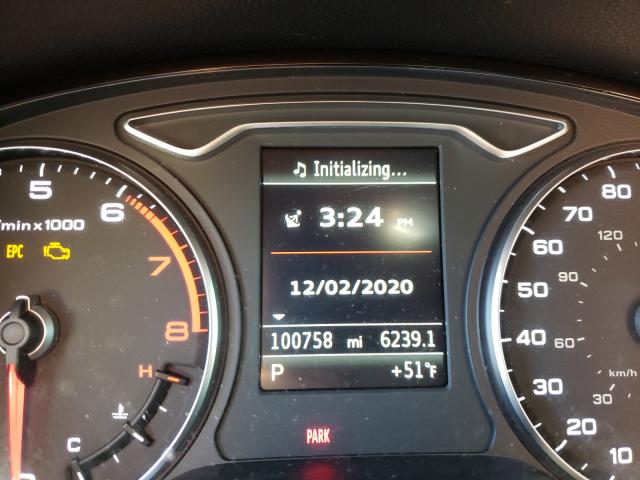 ♫ Initializing...
3:24 PM
12/02/2020
100758 mi 6239.1
P +51°F
PARK
5 6 7 8
/min x 1000
EPC
H
C
80
70
60
50
40
30
20
10
120
90
60
30
km/h